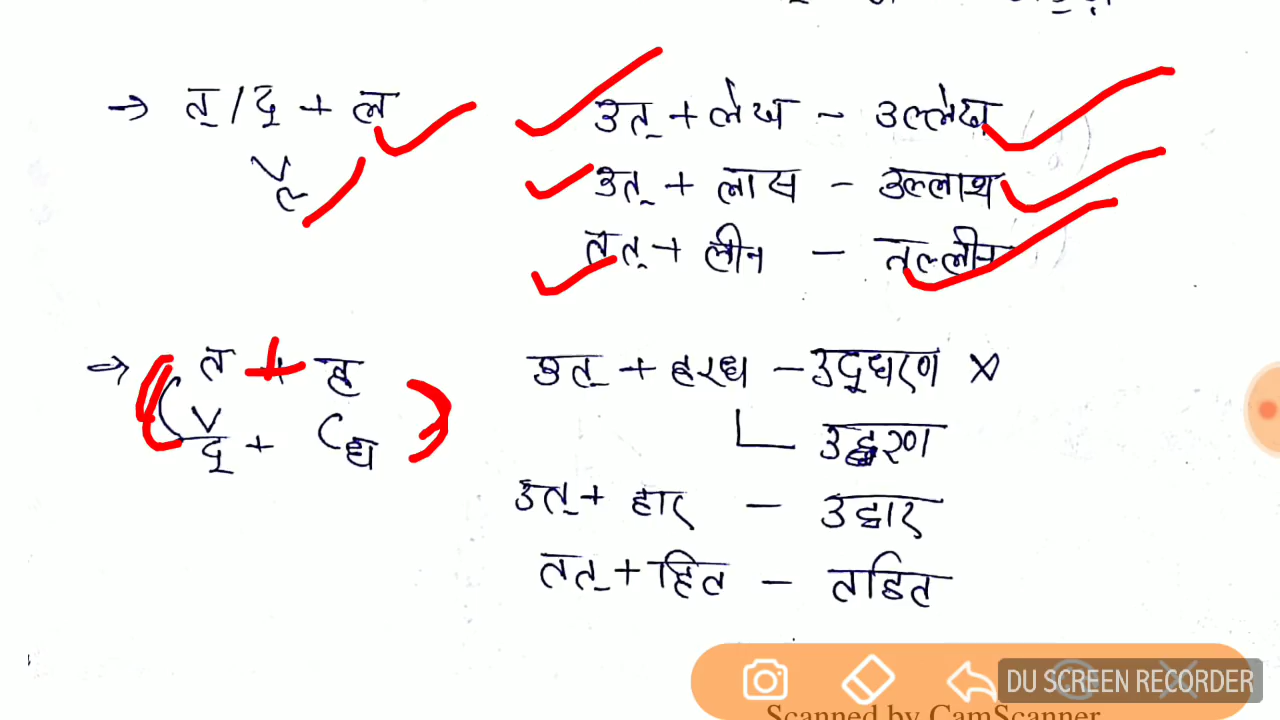 → त्/द् + ल उत् + लेख - उल्लेख
ल् उत् + लास - उल्लास
तत् + लीन - तल्लीन
→ त + ह उत् + हरण - उद्धरण ×
द् + ध उद्धरण
उत् + हार - उद्धार
तत् + हित - तद्धित
DU SCREEN RECORDER
Scanned by CamScanner